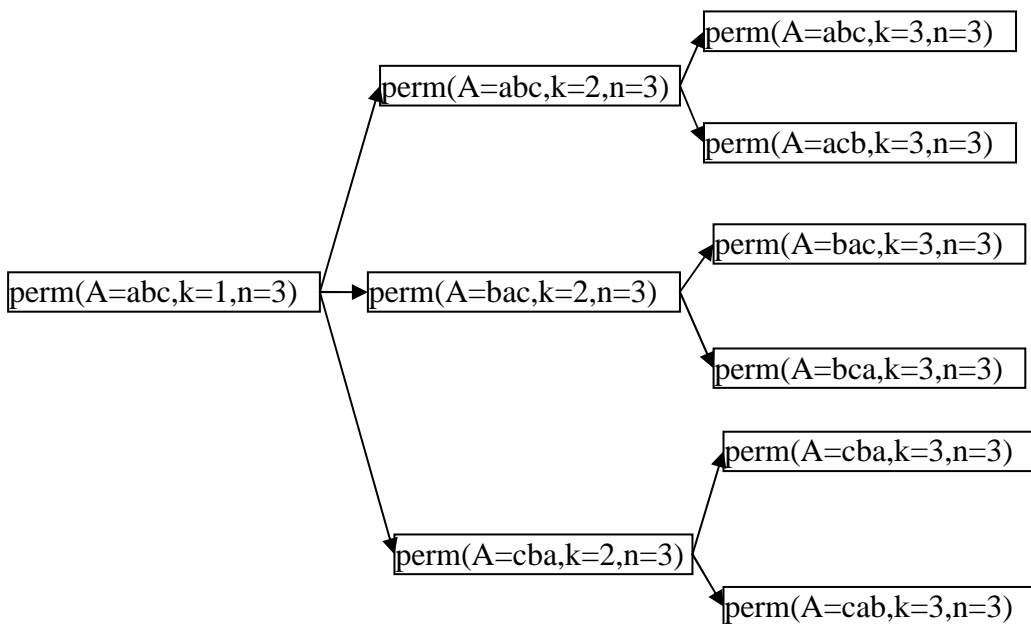 perm(A=abc,k=3,n=3)
perm(A=abc,k=2,n=3)
perm(A=acb,k=3,n=3)
perm(A=bac,k=3,n=3)
perm(A=abc,k=1,n=3)
perm(A=bac,k=2,n=3)
perm(A=bca,k=3,n=3)
perm(A=cba,k=3,n=3)
perm(A=cba,k=2,n=3)
perm(A=cab,k=3,n=3)